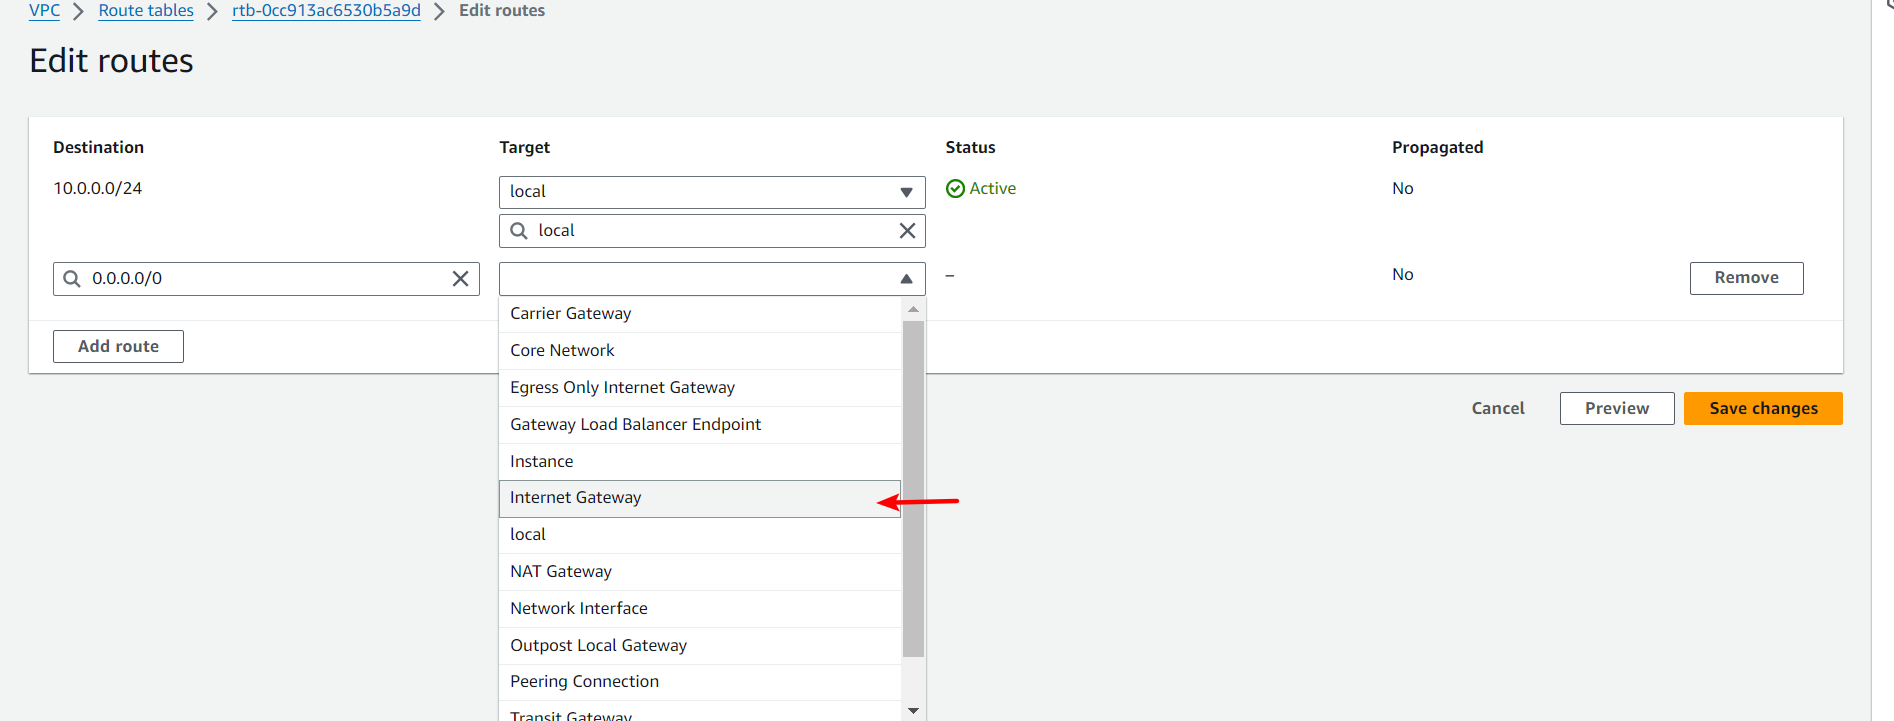 VPC > Route tables > rtb-0cc913ac6530b5a9d > Edit routes
Edit routes
Destination Target Status Propagated
10.0.0.0/24 local Active No
local
0.0.0.0/0 – No Remove
Carrier Gateway
Add route Core Network
Egress Only Internet Gateway
Cancel Preview Save changes
Gateway Load Balancer Endpoint
Instance
Internet Gateway
local
NAT Gateway
Network Interface
Outpost Local Gateway
Peering Connection
Transit Gateway